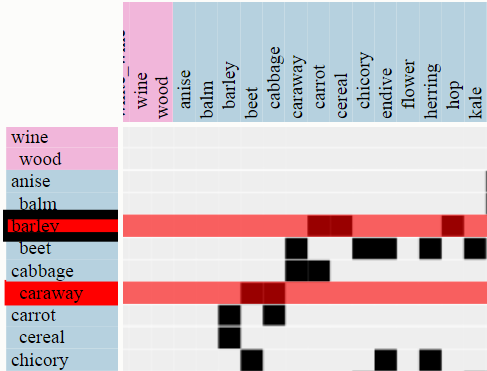 wine
wood
anise
balm
barley
beet
cabbage
caraway
carrot
cereal
chicory
endive
flower
herring
hop
kale
wine
wood
anise
balm
barley
beet
cabbage
caraway
carrot
cereal
chicory